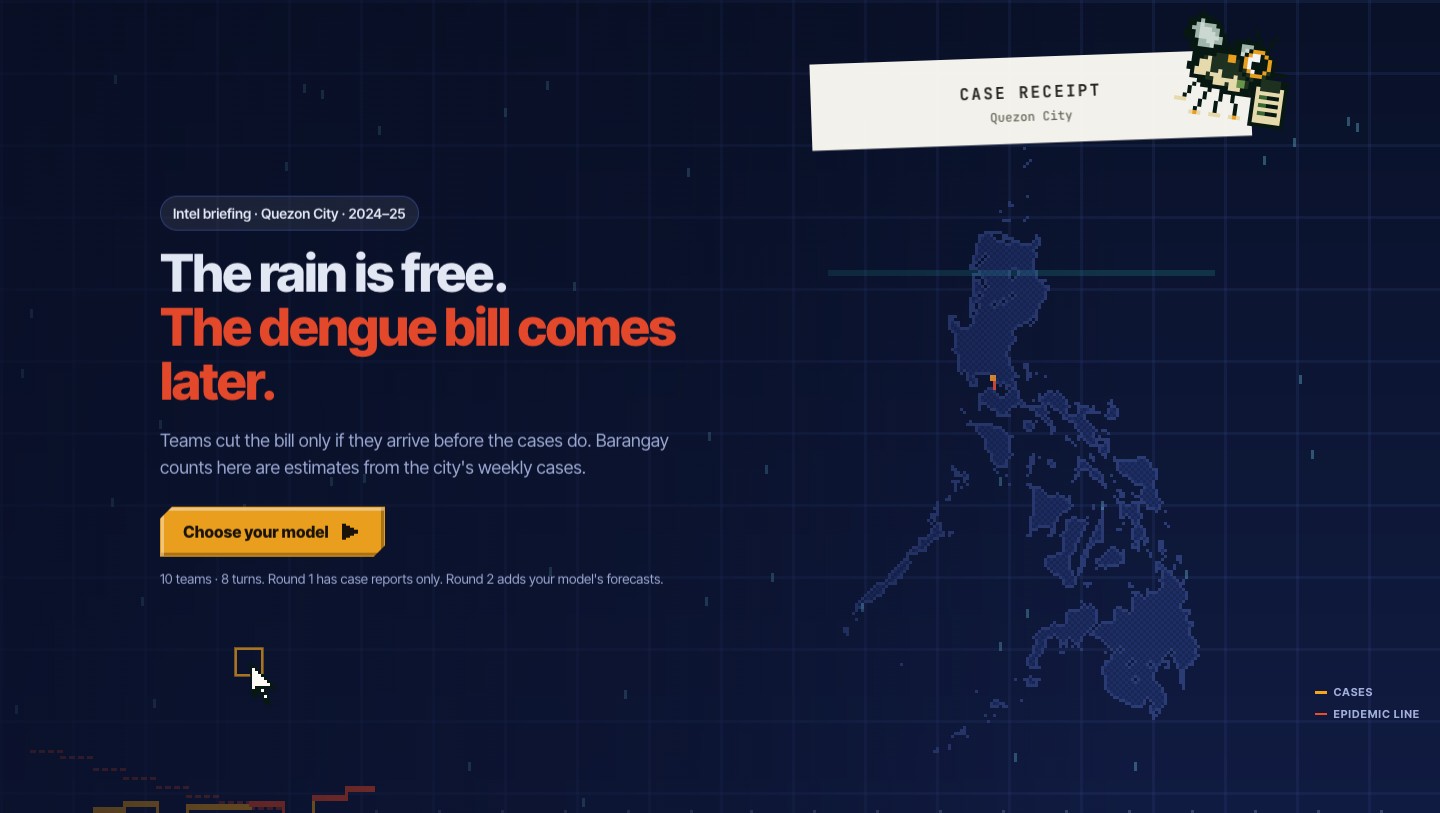 CASE RECEIPT
Quezon City
Intel briefing · Quezon City · 2024–25
The rain is free.
The dengue bill comes
later.
Teams cut the bill only if they arrive before the cases do. Barangay
counts here are estimates from the city's weekly cases.
Choose your model
10 teams · 8 turns. Round 1 has case reports only. Round 2 adds your model's forecasts.
CASES
EPIDEMIC LINE